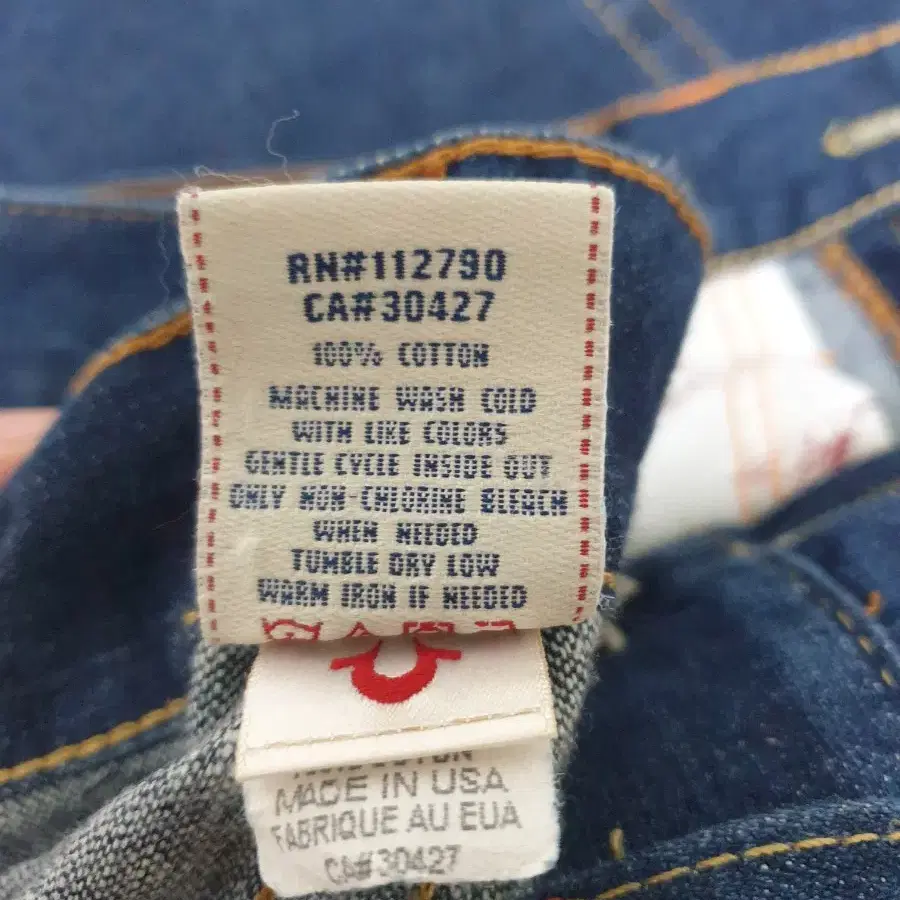 RN#112790
CA#30427
100% COTTON
MACHINE WASH COLD
WITH LIKE COLORS
GENTLE CYCLE INSIDE OUT
ONLY NON-CHLORINE BLEACH
WHEN NEEDED
TUMBLE DRY LOW
WARM IRON IF NEEDED
MADE IN USA
FABRIQUE AU EUA
CA#30427